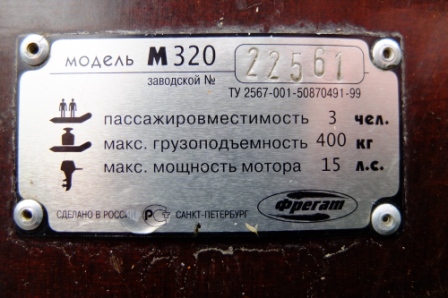 модель М320
заводской № 22561
ТУ 2567-001-50870491-99
пассажировместимость 3 чел.
макс. грузоподъемность 400 кг
макс. мощность мотора 15 л.с.
СДЕЛАНО В РОССИИ РСТ САНКТ-ПЕТЕРБУРГ Фрегат